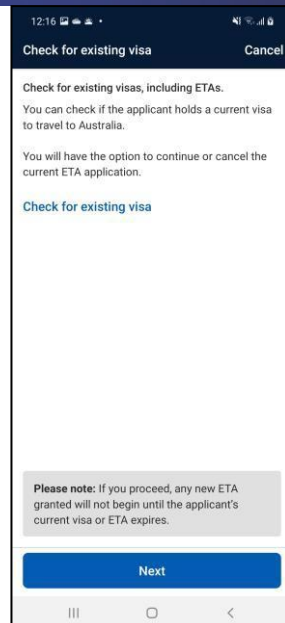 12:16
Check for existing visa Cancel
Check for existing visas, including ETAs.
You can check if the applicant holds a current visa
to travel to Australia.
You will have the option to continue or cancel the
current ETA application.
Check for existing visa
Please note: If you proceed, any new ETA
granted will not begin until the applicant's
current visa or ETA expires.
Next